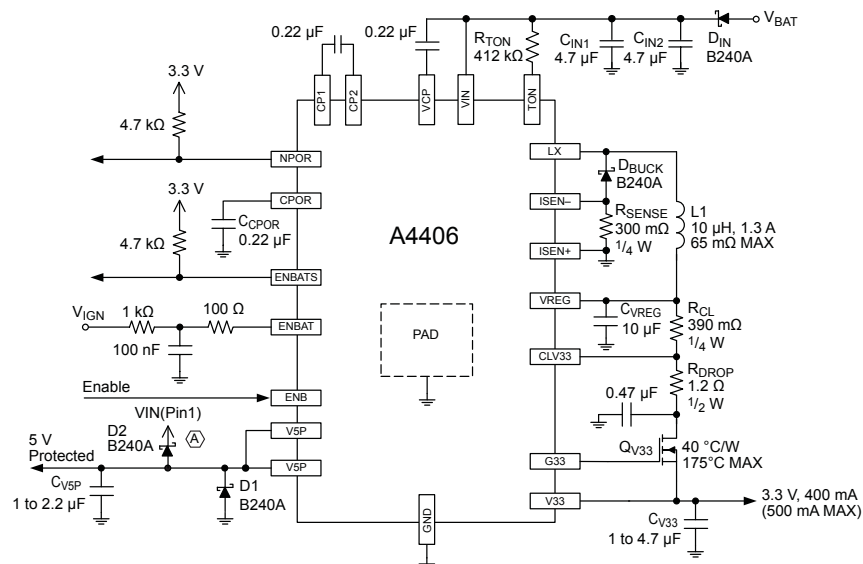 0.22 µF
0.22 µF
RTON
412 kΩ
CIN1
4.7 µF
CIN2
4.7 µF
DIN
B240A
VBAT
CP1
CP2
VCP
VIN
TON
3.3 V
4.7 kΩ
NPOR
CPOR
CCPOR
0.22 µF
3.3 V
4.7 kΩ
ENBATS
VIGN
1 kΩ
100 Ω
100 nF
ENBAT
Enable
ENB
VIN(Pin1)
D2
B240A
A
5 V
Protected
V5P
V5P
CV5P
1 to 2.2 µF
D1
B240A
A4406
PAD
GND
LX
DBUCK
B240A
ISEN–
RSENSE
300 mΩ
1/4 W
ISEN+
L1
10 µH, 1.3 A
65 mΩ MAX
VREG
CVREG
10 µF
RCL
390 mΩ
1/4 W
CLV33
RDROP
1.2 Ω
1/2 W
0.47 µF
QV33
40 °C/W
175°C MAX
G33
V33
3.3 V, 400 mA
(500 mA MAX)
CV33
1 to 4.7 µF